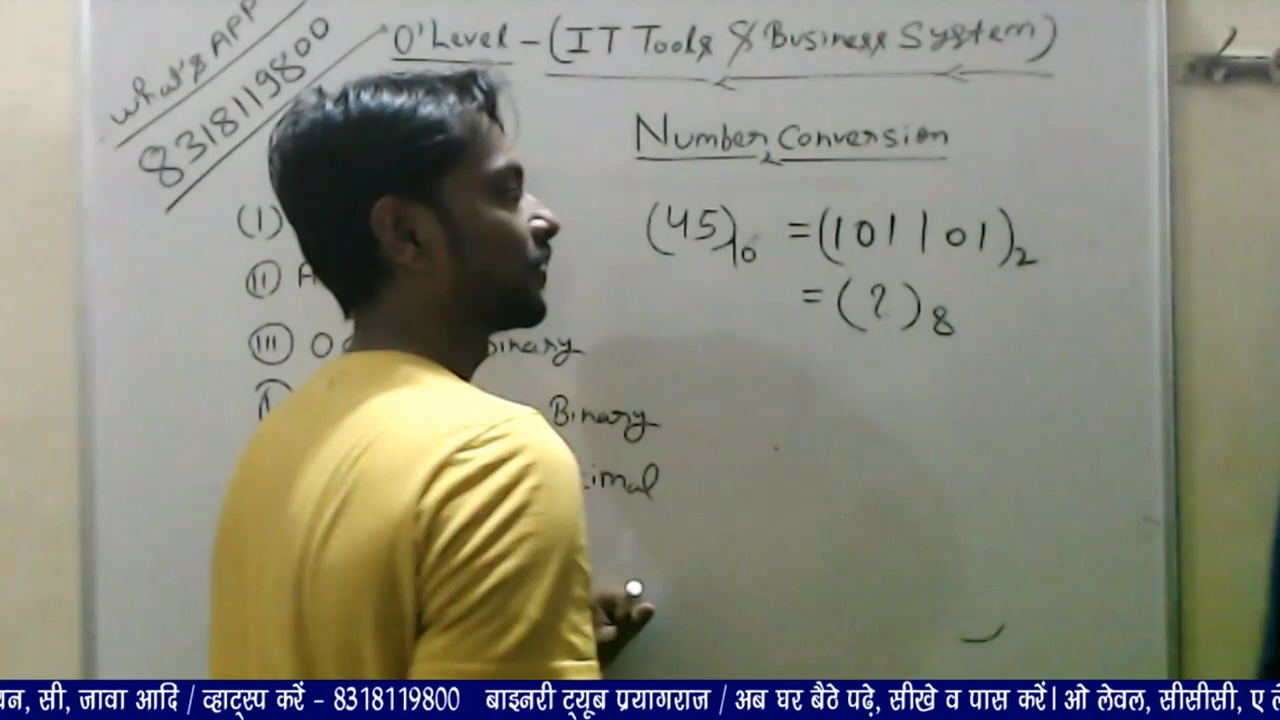 What's APP
8318119800
O'Level - (IT Tools & Business System)
Number Conversion
(I)
(45)10 = (101101)2
(II) A
= (?)8
(III) O Binary
Binary
imal
यन, सी, जावा आदि / व्हाट्स्प करें - 8318119800 बाइनरी ट्यूब प्रयागराज / अब घर बैठे पढ़े, सीखे व पास करें। ओ लेवल, सीसीसी, ए ले